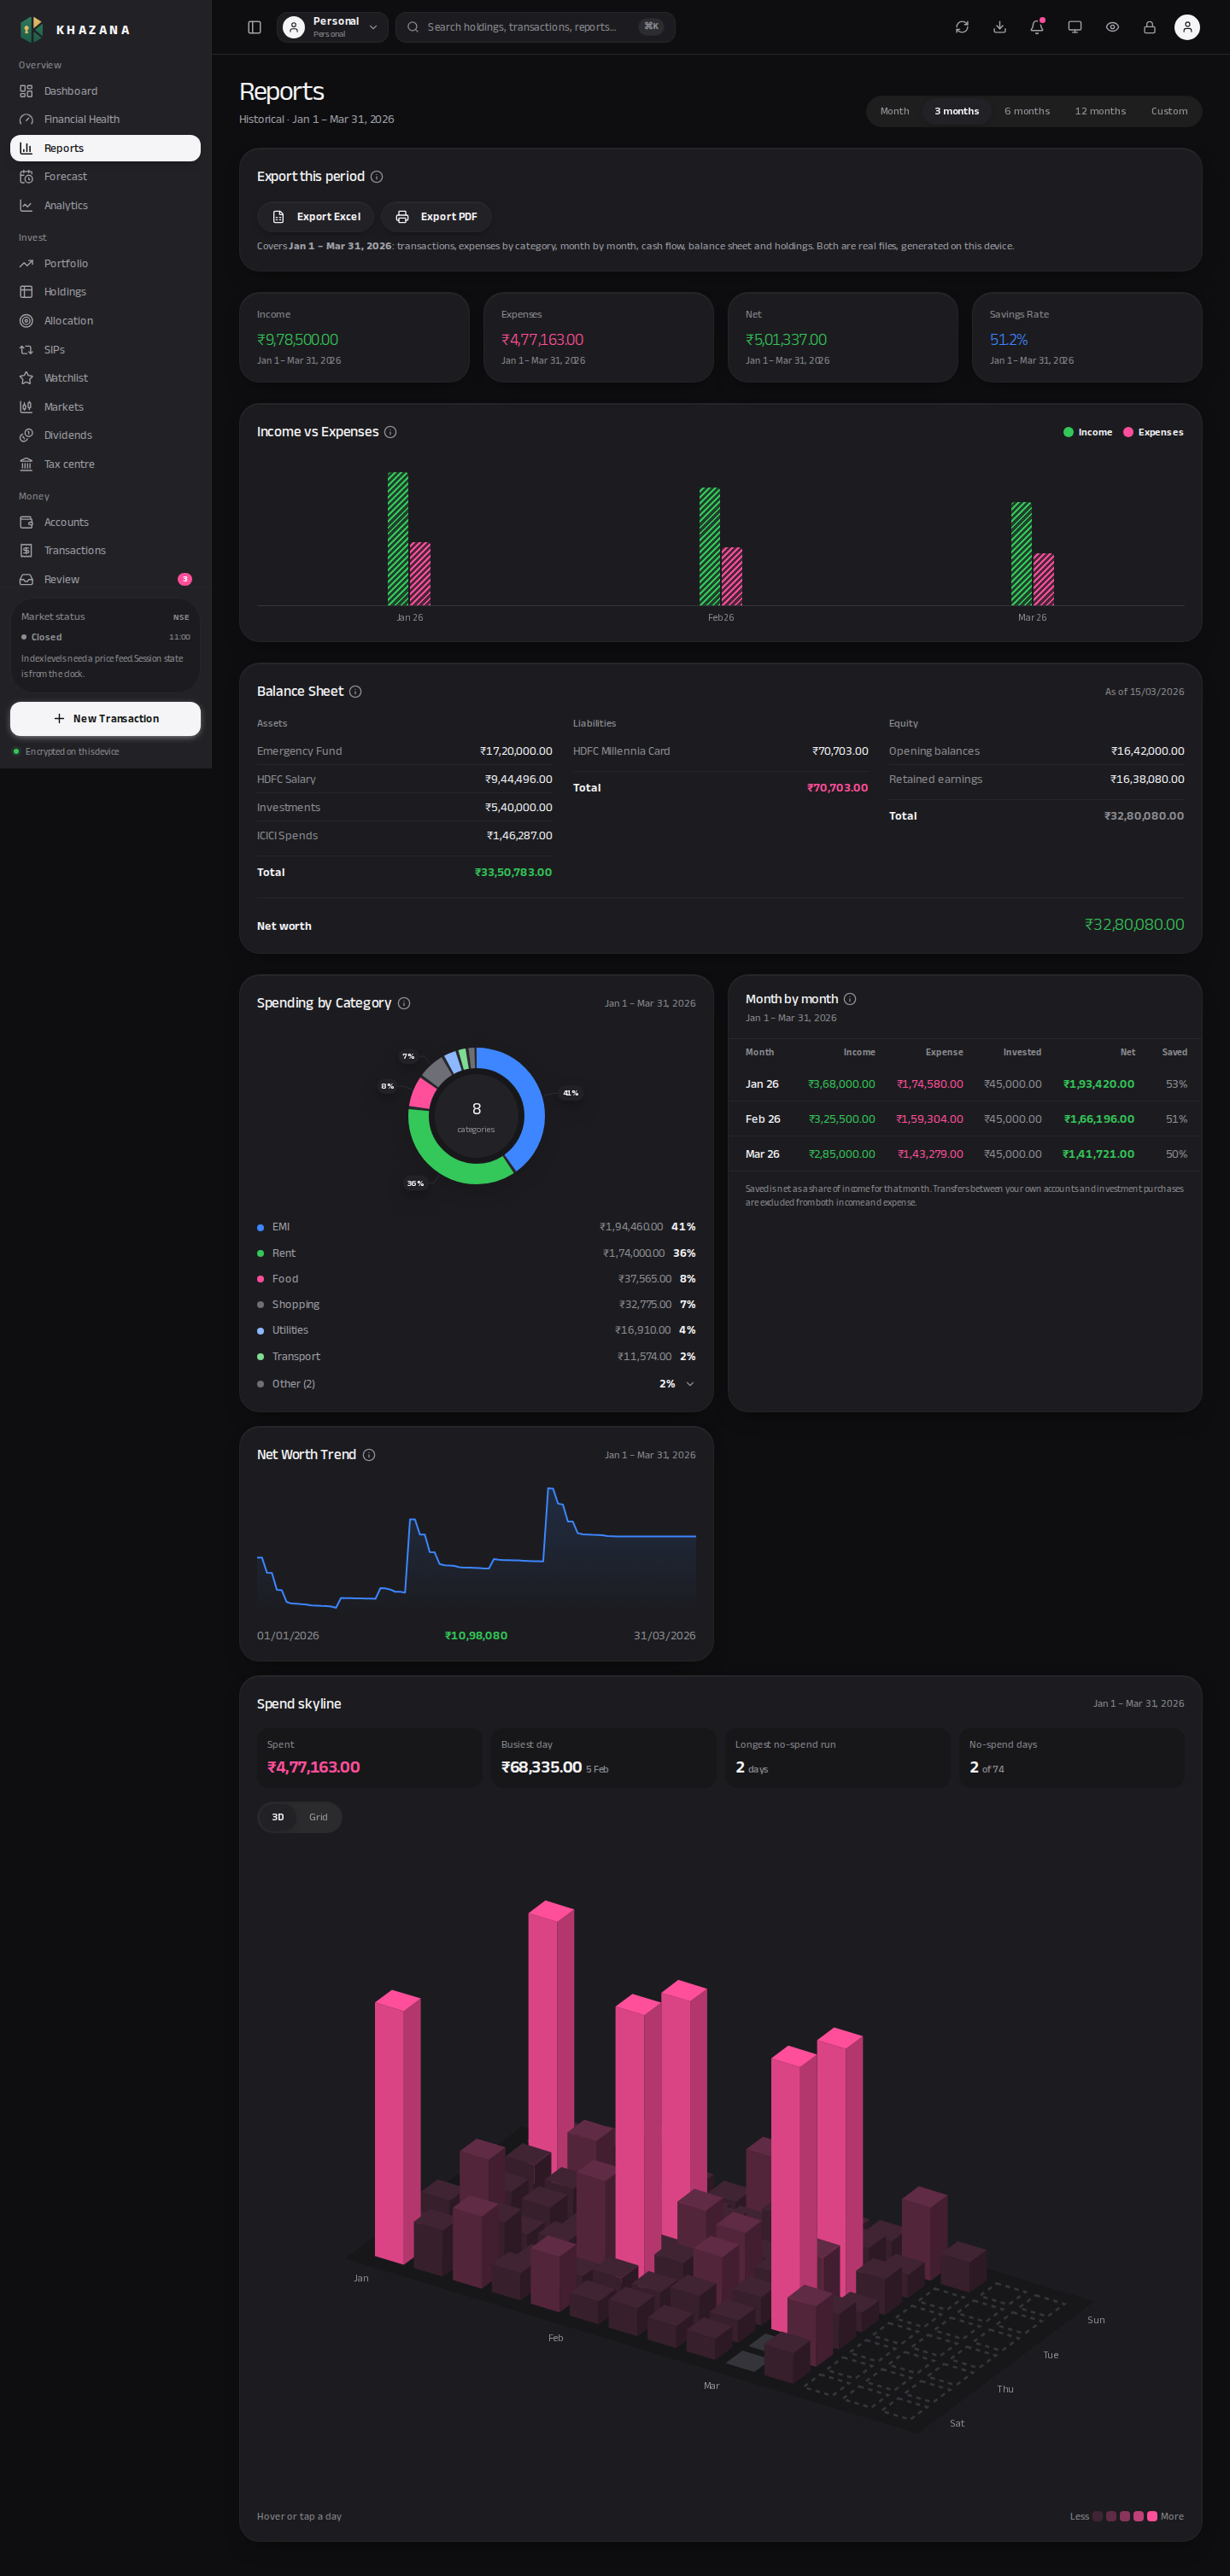 KHAZANA
Overview
Dashboard
Financial Health
Reports
Forecast
Analytics
Invest
Portfolio
Holdings
Allocation
SIPs
Watchlist
Markets
Dividends
Tax centre
Money
Accounts
Transactions
Review 3
Market status NSE
Closed 11:00
Index levels need a price feed. Session state
is from the clock.
New Transaction
Encrypted on this device
Personal
Personal
Search holdings, transactions, reports... ⌘K
Reports
Historical · Jan 1 – Mar 31, 2026
Month 3 months 6 months 12 months Custom
Export this period
Export Excel Export PDF
Covers Jan 1 – Mar 31, 2026: transactions, expenses by category, month by month, cash flow, balance sheet and holdings. Both are real files, generated on this device.
Income Expenses Net Savings Rate
₹9,78,500.00 ₹4,77,163.00 ₹5,01,337.00 51.2%
Jan 1 – Mar 31, 2026 Jan 1 – Mar 31, 2026 Jan 1 – Mar 31, 2026 Jan 1 – Mar 31, 2026
Income vs Expenses Income Expenses
Jan 26 Feb 26 Mar 26
Balance Sheet As of 15/03/2026
Assets Liabilities Equity
Emergency Fund ₹17,20,000.00 HDFC Millennia Card ₹70,703.00 Opening balances ₹16,42,000.00
HDFC Salary ₹9,44,496.00 Total ₹70,703.00 Retained earnings ₹16,38,080.00
Investments ₹5,40,000.00 Total ₹32,80,080.00
ICICI Spends ₹1,46,287.00
Total ₹33,50,783.00
Net worth ₹32,80,080.00
Spending by Category Jan 1 – Mar 31, 2026
7%
8%
41%
36%
8
categories
EMI ₹1,94,460.00 41%
Rent ₹1,74,000.00 36%
Food ₹37,565.00 8%
Shopping ₹32,775.00 7%
Utilities ₹16,910.00 4%
Transport ₹11,574.00 2%
Other (2) 2%
Month by month
Jan 1 – Mar 31, 2026
Month Income Expense Invested Net Saved
Jan 26 ₹3,68,000.00 ₹1,74,580.00 ₹45,000.00 ₹1,93,420.00 53%
Feb 26 ₹3,25,500.00 ₹1,59,304.00 ₹45,000.00 ₹1,66,196.00 51%
Mar 26 ₹2,85,000.00 ₹1,43,279.00 ₹45,000.00 ₹1,41,721.00 50%
Saved is net as a share of income for that month. Transfers between your own accounts and investment purchases
are excluded from both income and expense.
Net Worth Trend Jan 1 – Mar 31, 2026
01/01/2026 ₹10,98,080 31/03/2026
Spend skyline Jan 1 – Mar 31, 2026
Spent Busiest day Longest no-spend run No-spend days
₹4,77,163.00 ₹68,335.00 5 Feb 2 days 2 of 74
3D Grid
Jan
Feb
Mar
Sun
Tue
Thu
Sat
Hover or tap a day Less More